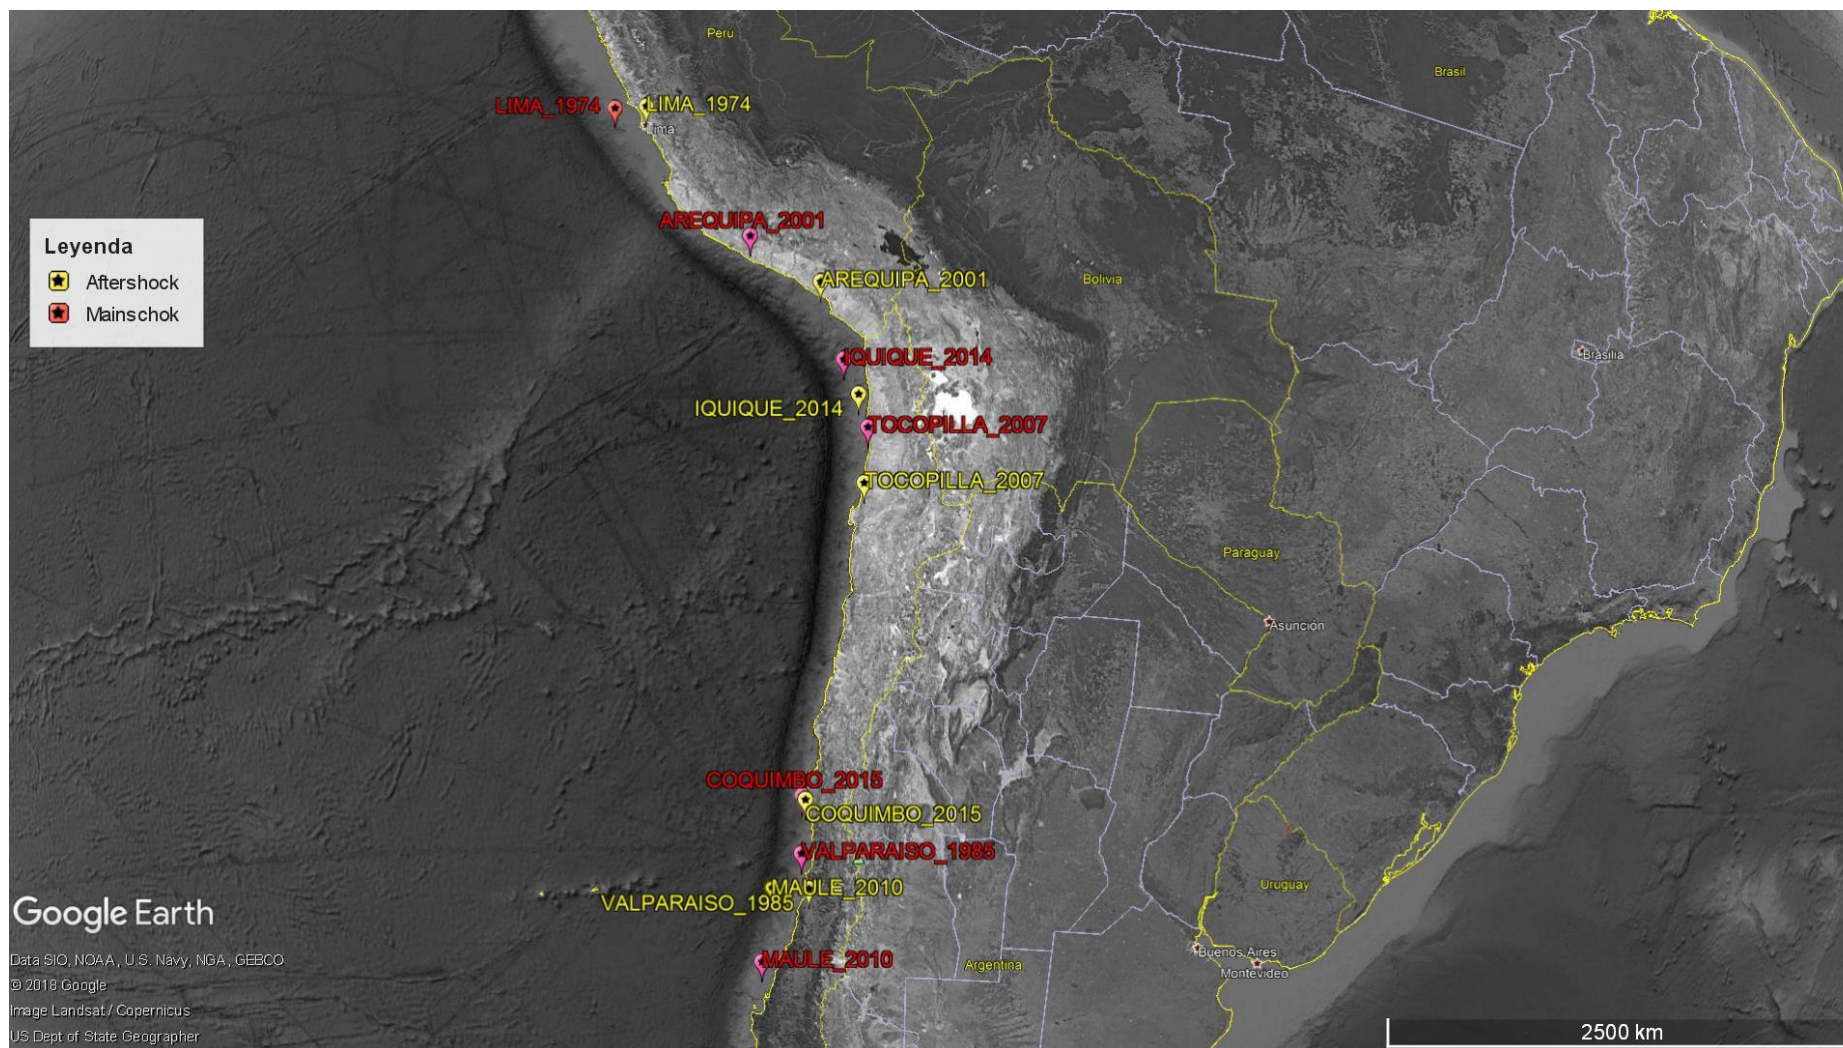 Peru
Brasil
LIMA_1974
LIMA_1974
Lima
AREQUIPA_2001
Leyenda
Aftershock
Mainschok
AREQUIPA_2001
Bolivia
IQUIQUE_2014
Brasilia
IQUIQUE_2014
TOCOPILLA_2007
TOCOPILLA_2007
Paraguay
Asunción
COQUIMBO_2015
COQUIMBO_2015
VALPARAISO_1985
MAULE_2010
VALPARAISO_1985
Uruguay
Google Earth
Buenos Aires
Montevideo
MAULE_2010
Argentina
Data SIO, NOAA, U.S. Navy, NGA, GEBCO
© 2018 Google
Image Landsat / Copernicus
US Dept of State Geographer
2500 km